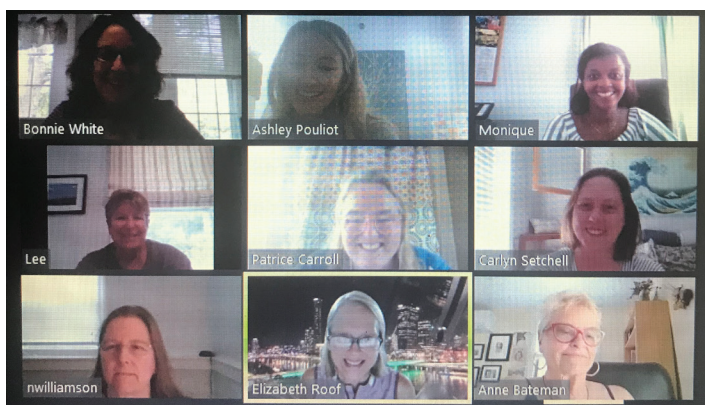 Bonnie White
Ashley Pouliot
Monique
Lee
Patrice Carroll
Carlyn Setchell
nwilliamson
Elizabeth Roof
Anne Bateman